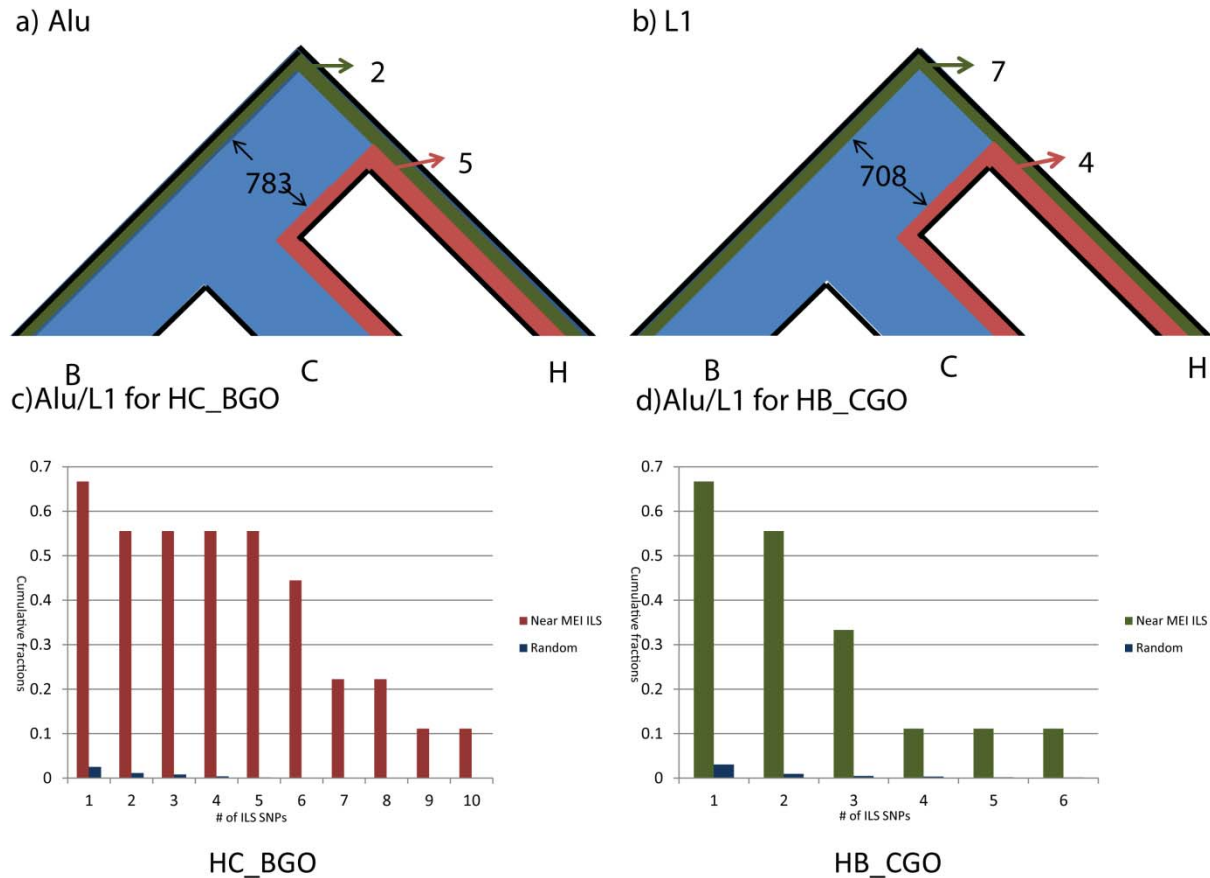 a) Alu
2
5
783
B
C
H
b) L1
7
4
708
B
C
H
c)Alu/L1 for HC_BGO
0.7
0.6
0.5
0.4
0.3
0.2
0.1
0
Cumulative fractions
1 2 3 4 5 6 7 8 9 10
# of ILS SNPs
Near MEI ILS
Random
HC_BGO
d)Alu/L1 for HB_CGO
0.7
0.6
0.5
0.4
0.3
0.2
0.1
0
Cumulative fractions
1 2 3 4 5 6
# of ILS SNPs
Near MEI ILS
Random
HB_CGO